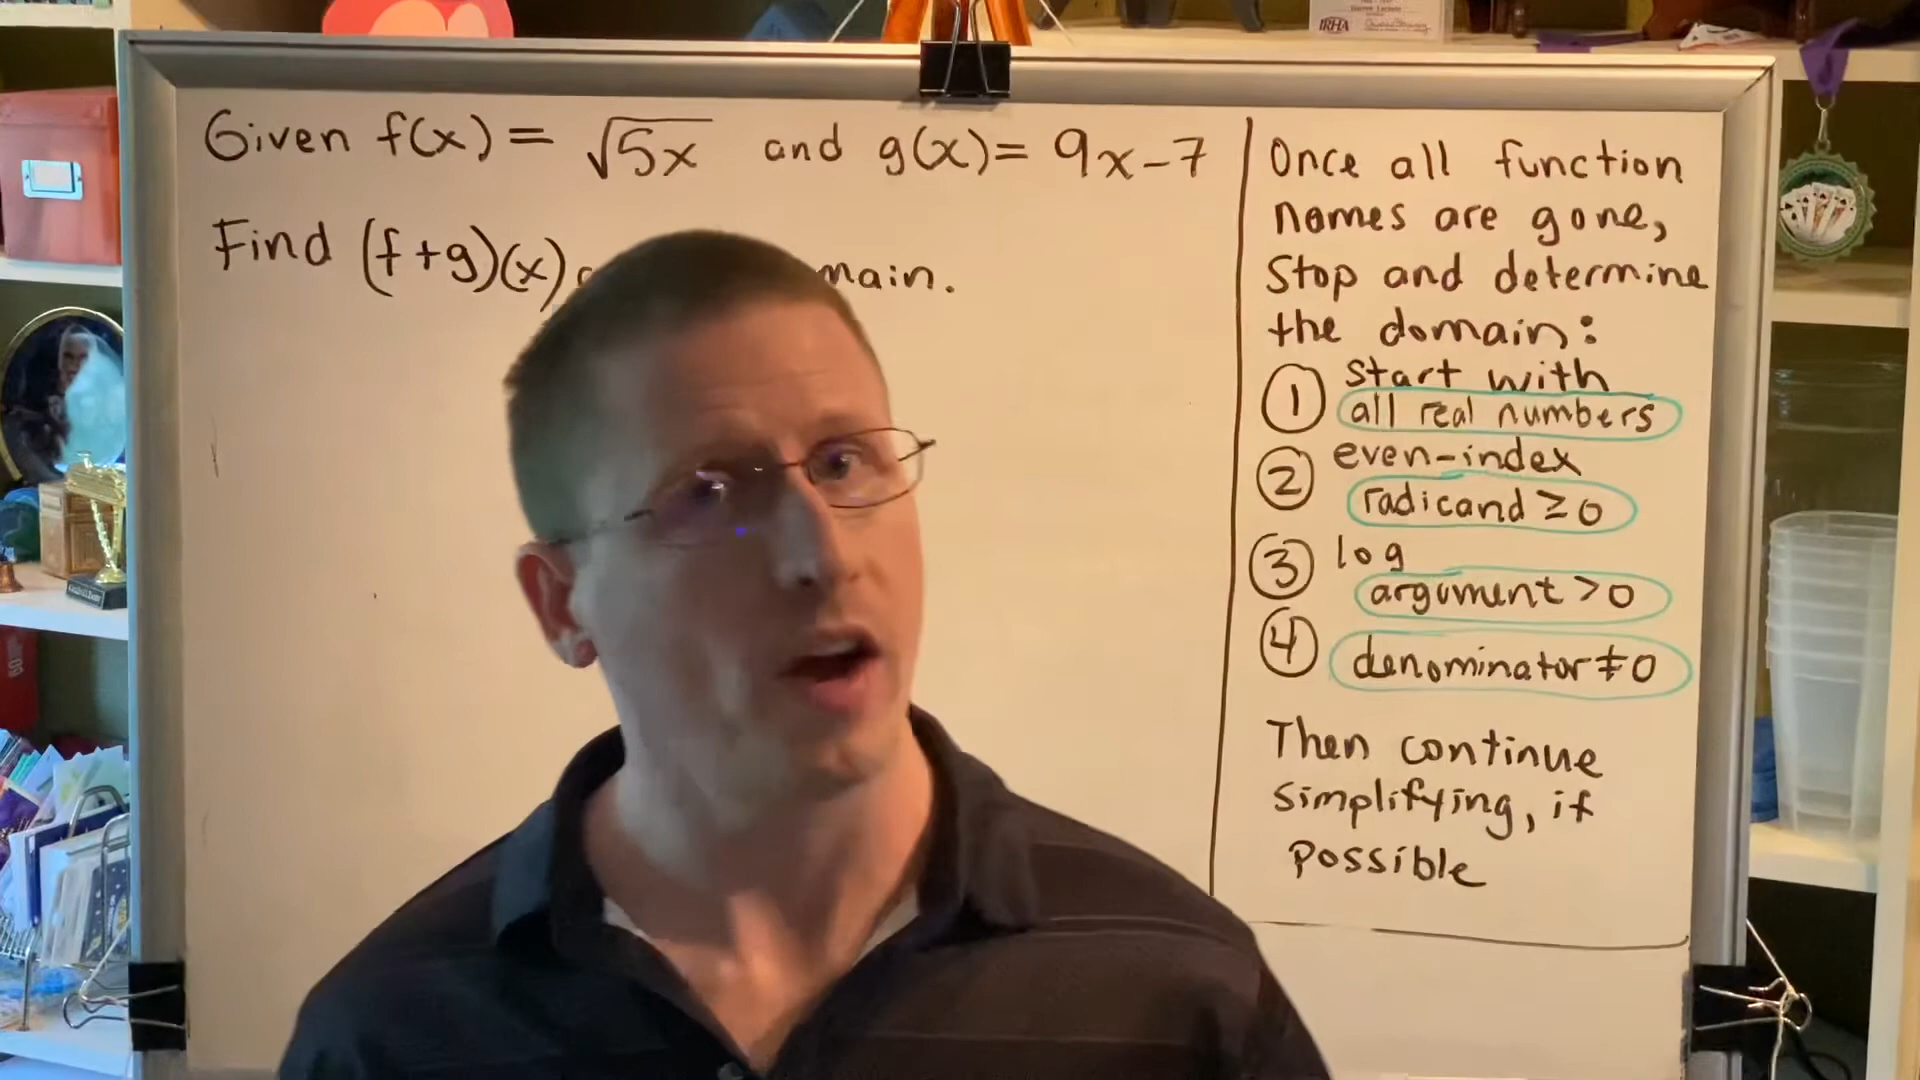 Given f(x) = √5x and g(x) = 9x-7
Find (f+g)(x) main.
Once all function
names are gone,
Stop and determine
the domain:
① Start with
all real numbers
② even-index
radicand ≥ 0
③ log
argument > 0
④ denominator ≠ 0
Then continue
simplifying, if
possible
IRHA